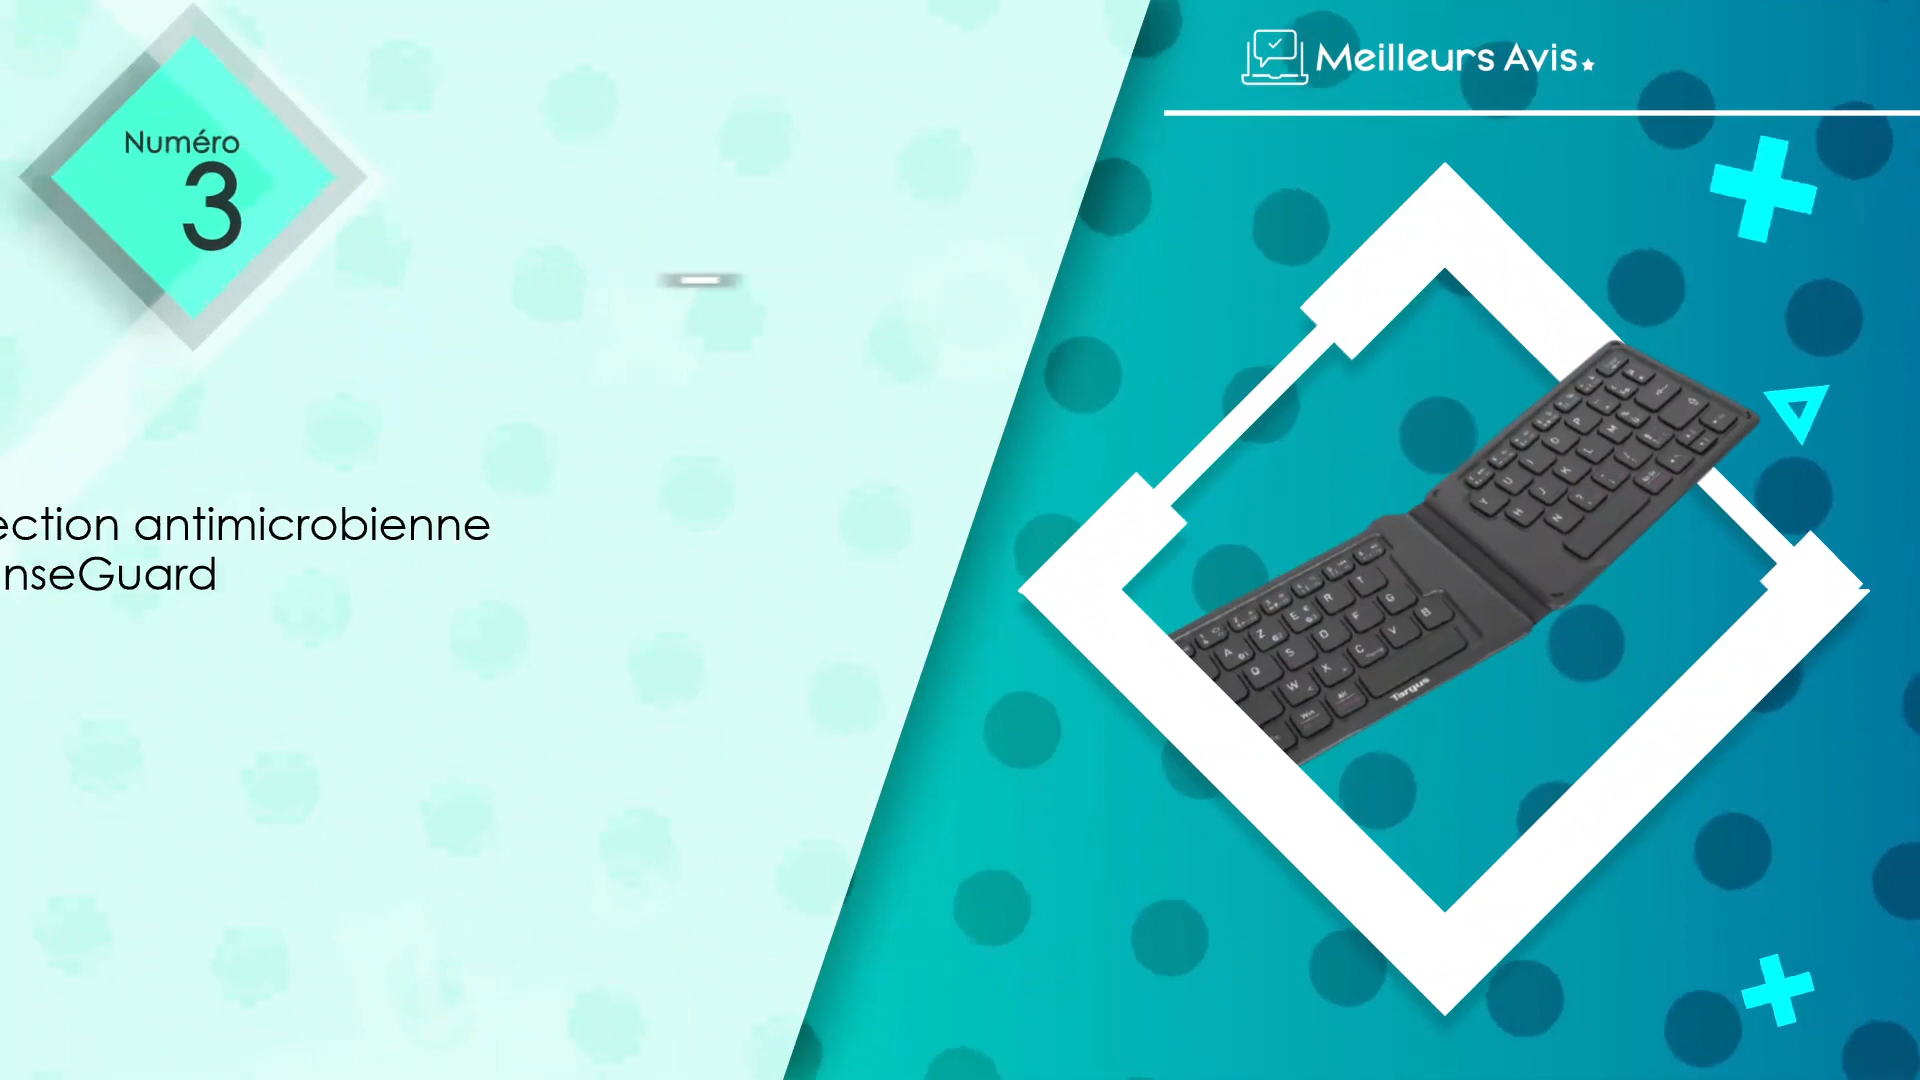 Numéro
3
Meilleurs Avis
ection antimicrobienne
nseGuard
Targus